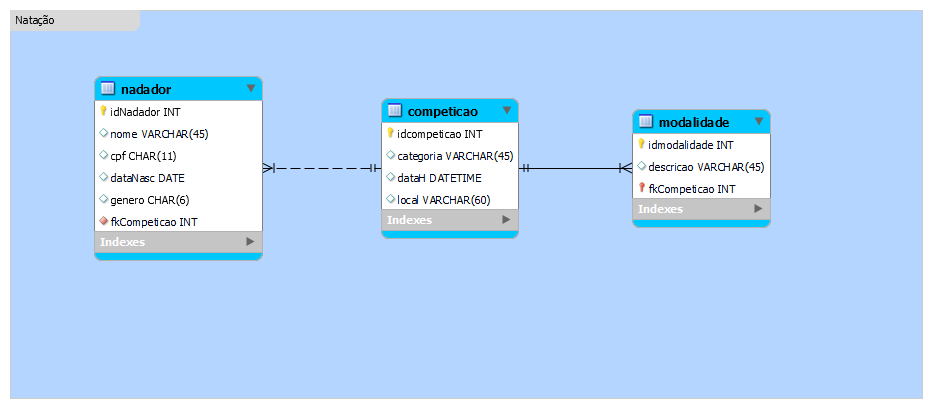 Natação
nadador
idNadador INT
nome VARCHAR(45)
cpf CHAR(11)
dataNasc DATE
genero CHAR(6)
fkCompeticao INT
Indexes
competicao
idcompeticao INT
categoria VARCHAR(45)
dataH DATETIME
local VARCHAR(60)
Indexes
modalidade
idmodalidade INT
descricao VARCHAR(45)
fkCompeticao INT
Indexes